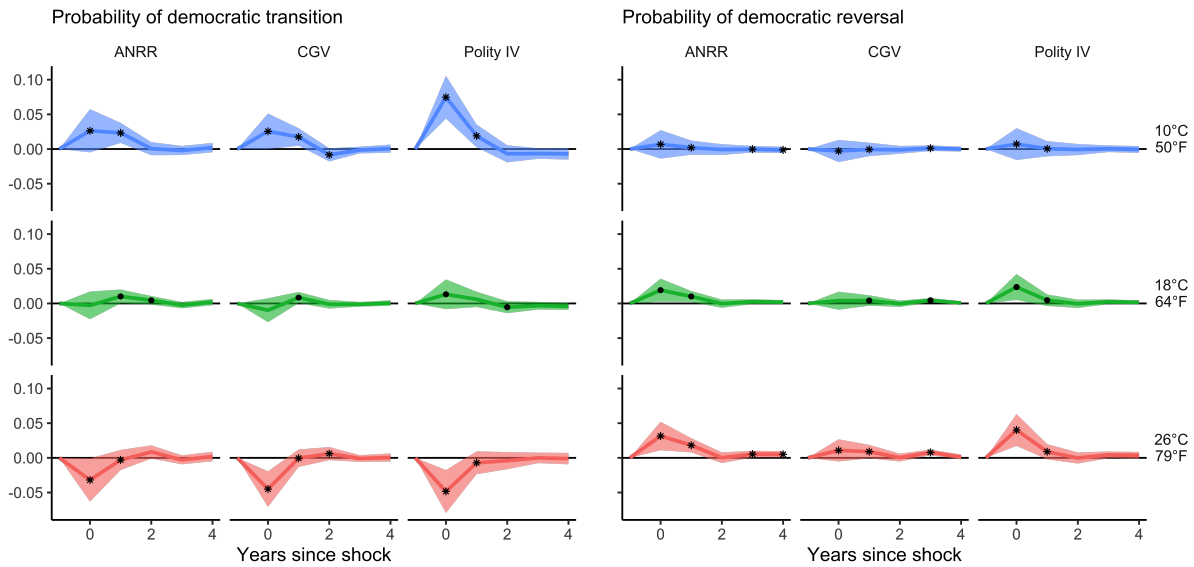 Probability of democratic transition
Probability of democratic reversal
ANRR
CGV
Polity IV
ANRR
CGV
Polity IV
0.10
0.05
0.00
-0.05
10°C
50°F
0.10
0.05
0.00
-0.05
18°C
64°F
0.10
0.05
0.00
-0.05
26°C
79°F
0 2 4
0 2 4
0 2 4
0 2 4
0 2 4
0 2 4
Years since shock
Years since shock